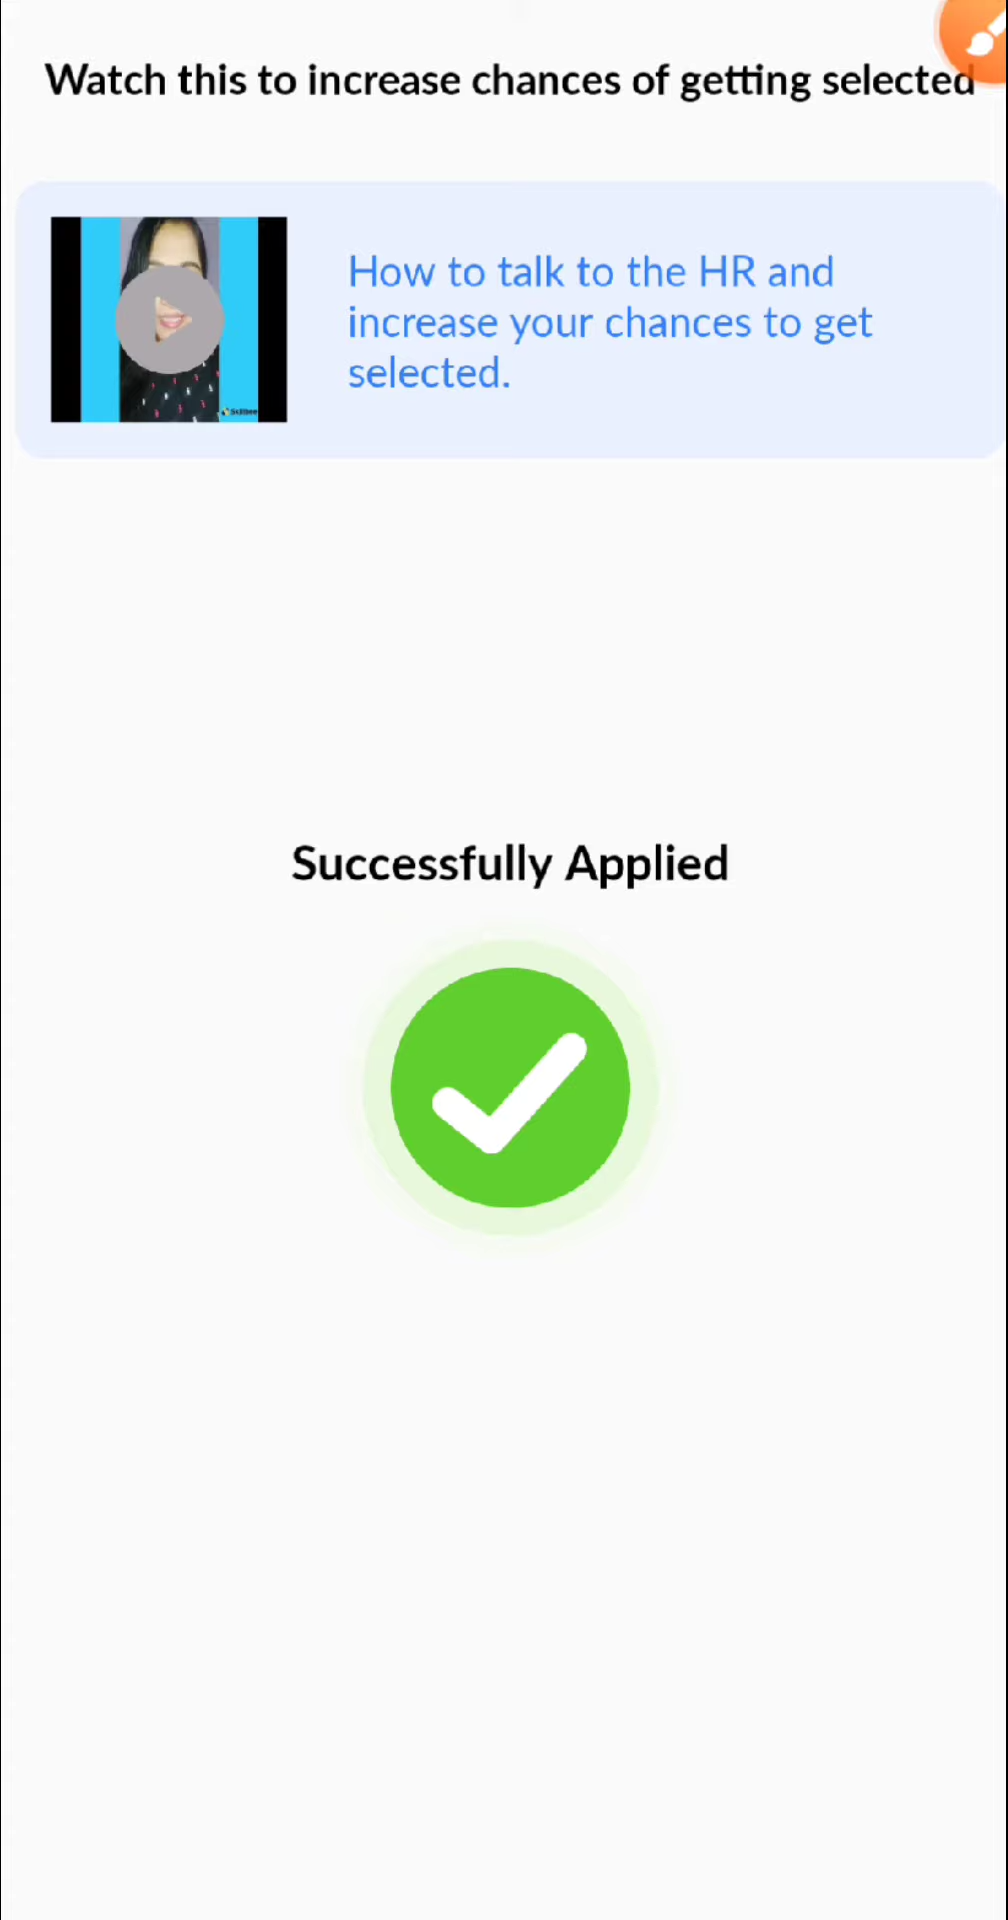 Watch this to increase chances of getting selected
How to talk to the HR and
increase your chances to get
selected.
Skillbee
Successfully Applied